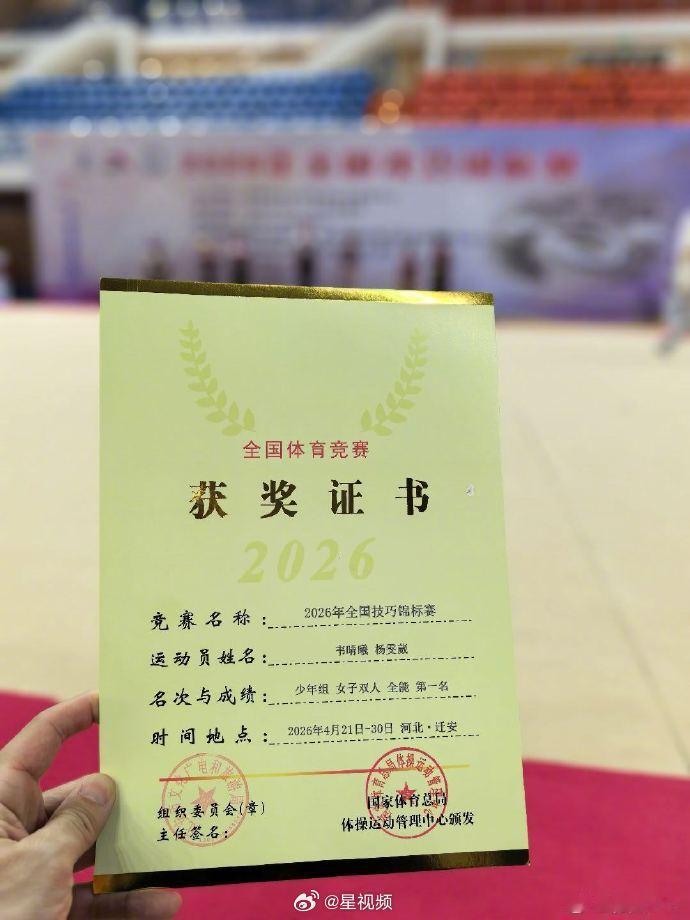 全国体育竞赛
获奖证书
2026
竞赛名称：2026年全国技巧锦标赛
运动员姓名：韦晴曦 杨雯葳
名次与成绩：少年组 女子双人 全能 第一名
时间地点：2026年4月21日-30日 河北·迁安
组织委员会(章)
主任签名：
国家体育总局
体操运动管理中心颁发
@星视频